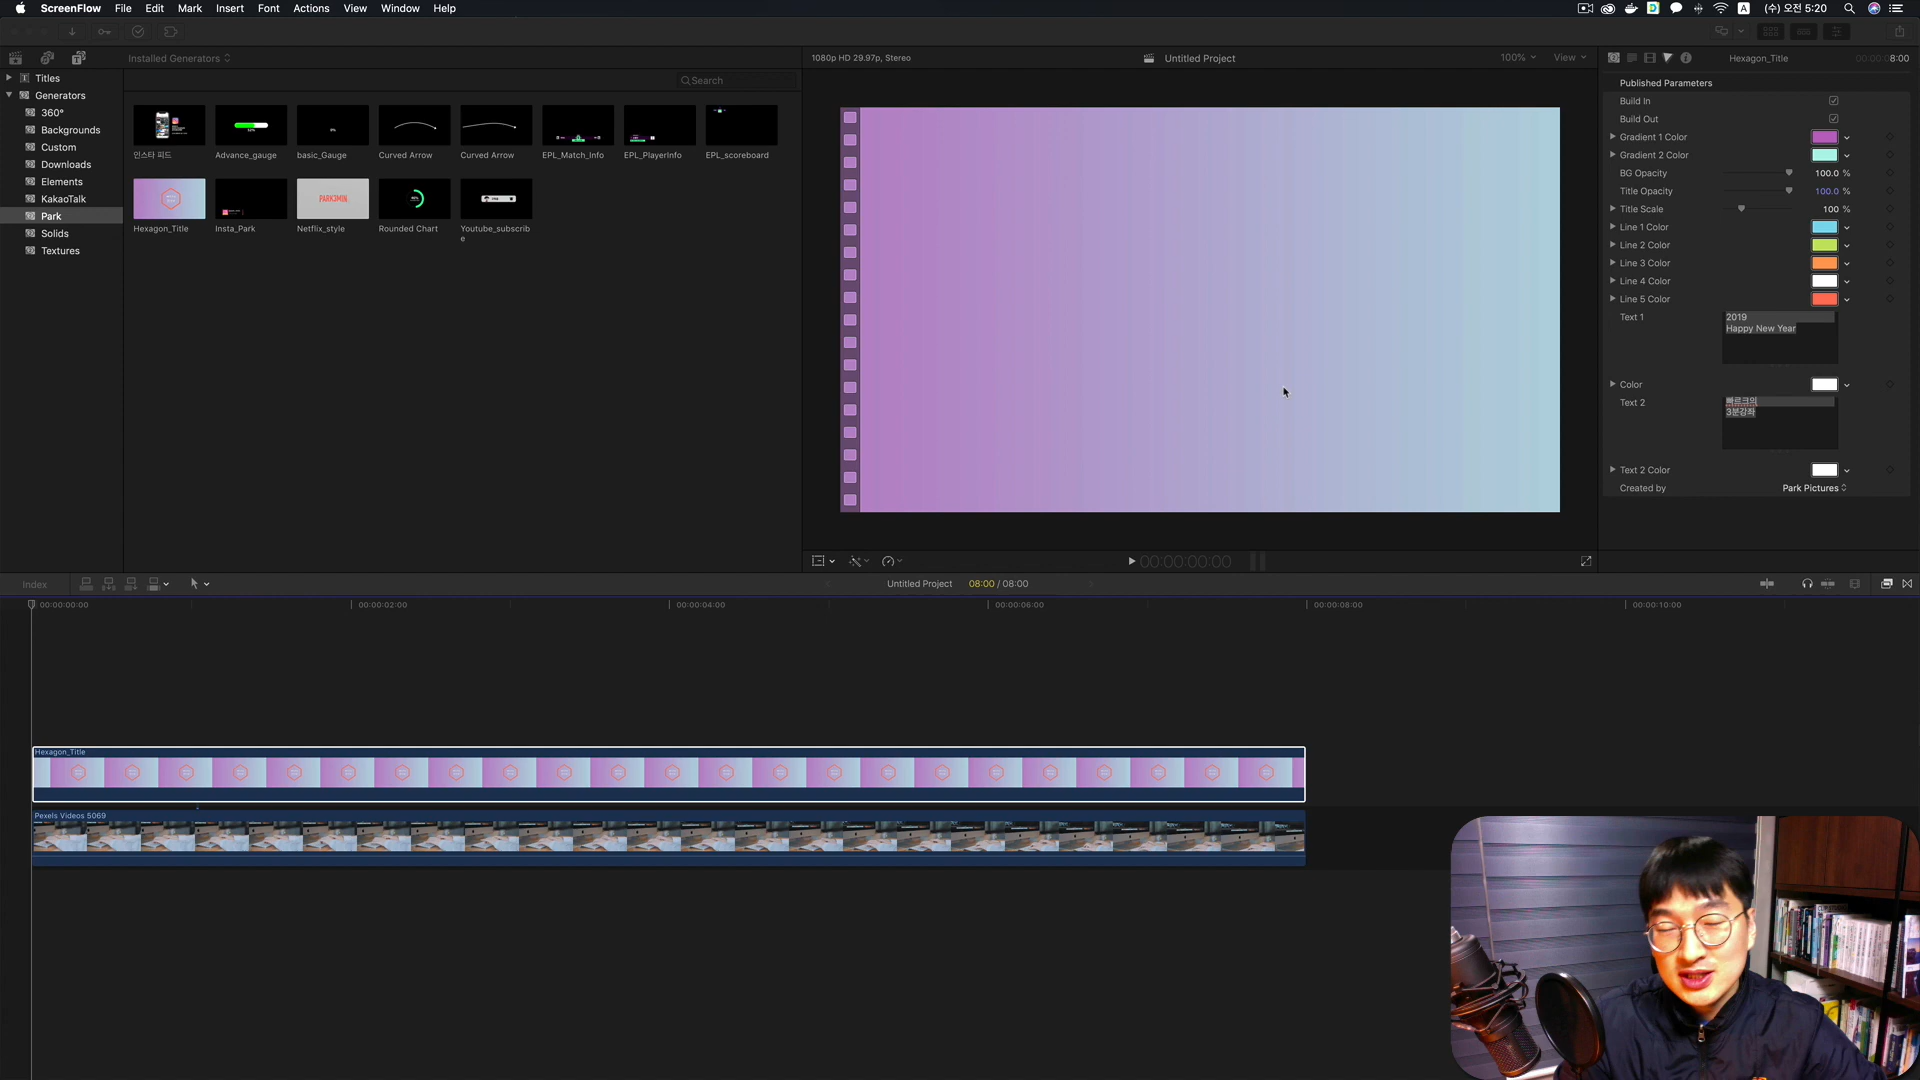 ScreenFlow File Edit Mark Insert Font Actions View Window Help
A (수) 오전 5:20
Installed Generators
1080p HD 29.97p, Stereo
Untitled Project
100%
View
Hexagon_Title
8:00
Search
Titles
Generators
360°
Backgrounds
Custom
Downloads
Elements
KakaoTalk
Park
Solids
Textures
인스타 피드
Advance_gauge
basic_Gauge
Curved Arrow
Curved Arrow
EPL_Match_Info
EPL_PlayerInfo
EPL_scoreboard
PARK3MIN
Hexagon_Title
Insta_Park
Netflix_style
Rounded Chart
Youtube_subscribe
Published Parameters
Build In
Build Out
Gradient 1 Color
Gradient 2 Color
BG Opacity 100.0 %
Title Opacity 100.0 %
Title Scale 100 %
Line 1 Color
Line 2 Color
Line 3 Color
Line 4 Color
Line 5 Color
Text 1
2019
Happy New Year
Color
Text 2
빠르크의
3분강좌
Text 2 Color
Created by Park Pictures
00:00:00:00
Index
Untitled Project 08:00 / 08:00
00:00:00:00 00:00:02:00 00:00:04:00 00:00:06:00 00:00:08:00 00:00:10:00
Hexagon_Title
Pexels Videos 5069